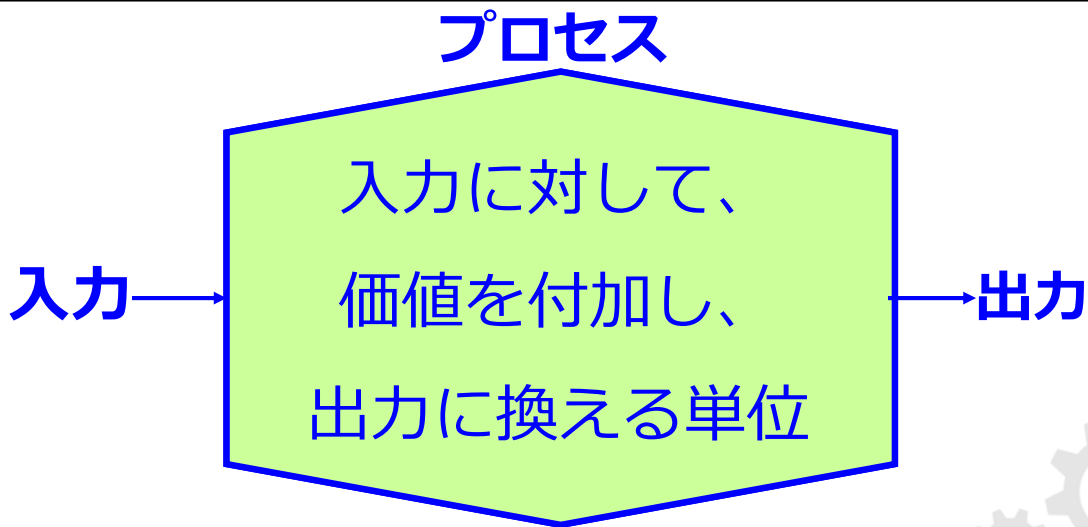 プロセス
入力に対して、
価値を付加し、
入力
出力
出力に換える単位